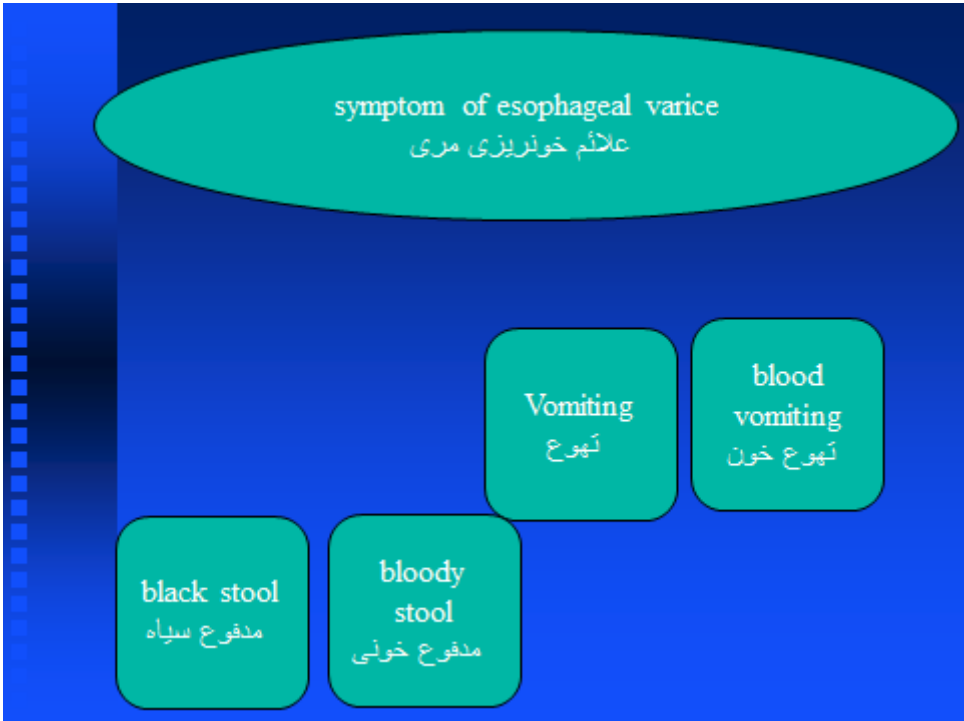 symptom of esophageal varice
علائم خونریزی مری
Vomiting
تهوع
blood
vomiting
تهوع خون
black stool
مدفوع سیاه
bloody
stool
مدفوع خونی